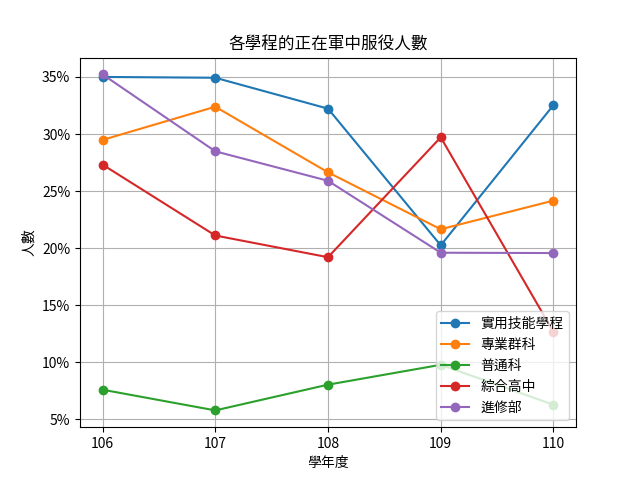 各學程的正在軍中服役人數
35%
30%
25%
20%
15%
10%
5%
人數
106 107 108 109 110
學年度
實用技能學程
專業群科
普通科
綜合高中
進修部